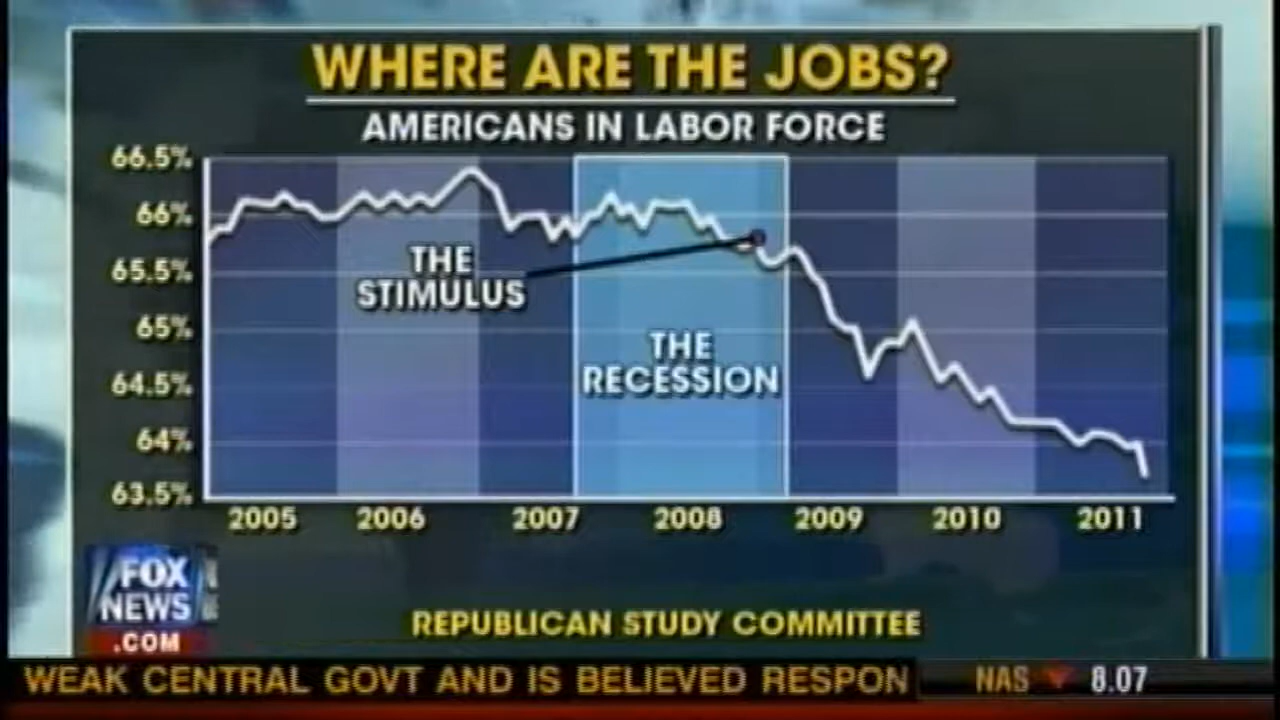 WHERE ARE THE JOBS?
AMERICANS IN LABOR FORCE
66.5%
66%
65.5%
65%
64.5%
64%
63.5%
THE
STIMULUS
THE
RECESSION
2005 2006 2007 2008 2009 2010 2011
FOX
NEWS
.COM
REPUBLICAN STUDY COMMITTEE
WEAK CENTRAL GOVT AND IS BELIEVED RESPON
NAS 8.07